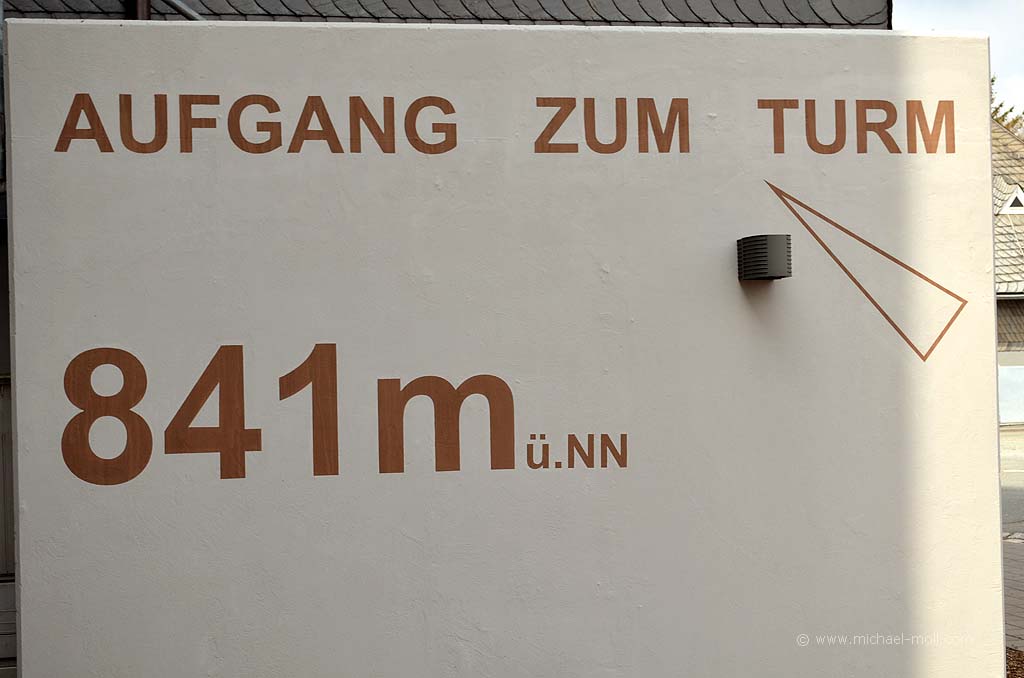 AUFGANG ZUM TURM
841m ü.NN
© www.michael-moll.com